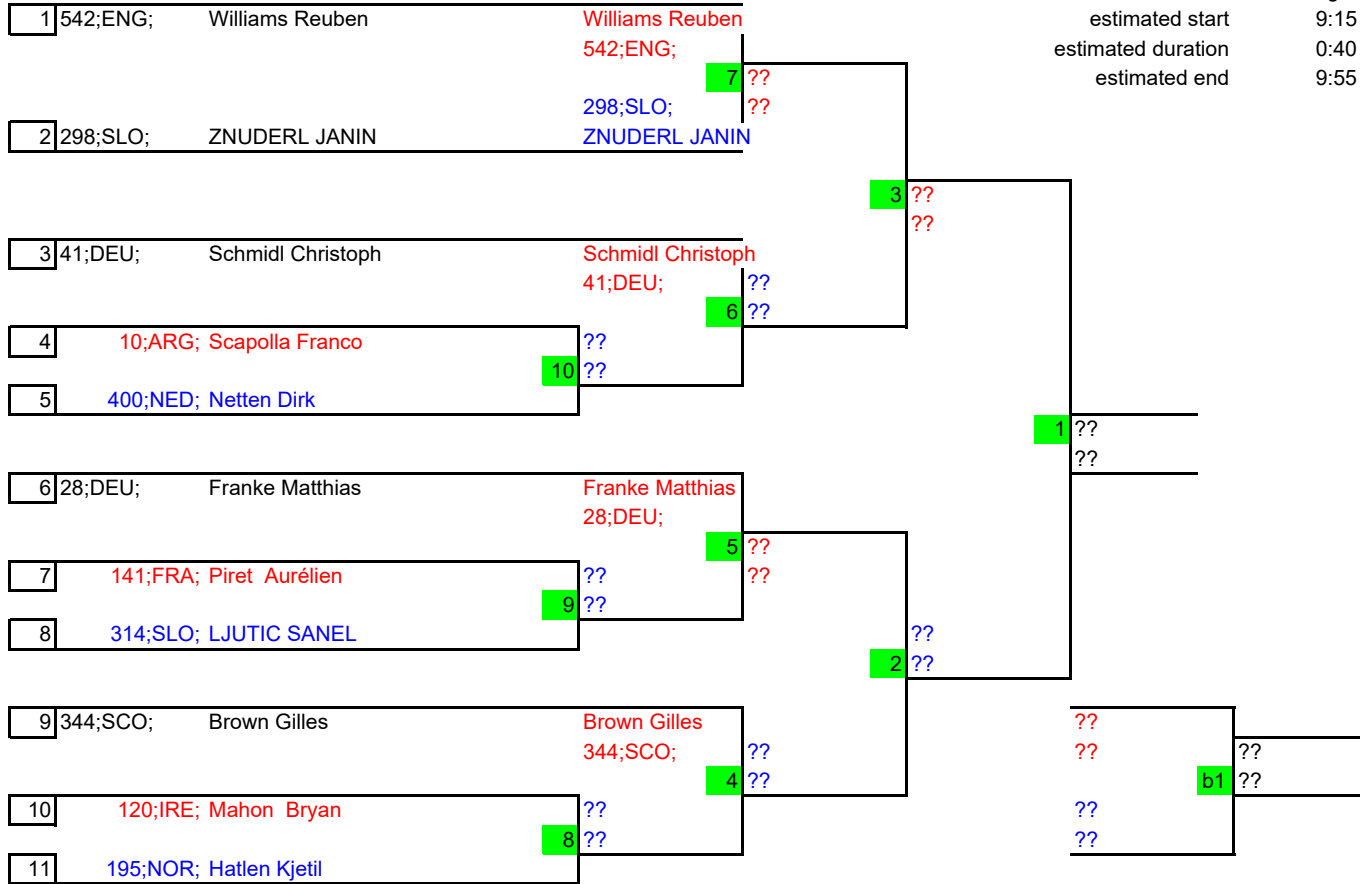 1 542;ENG; Williams Reuben Williams Reuben estimated start 9:15
542;ENG; estimated duration 0:40
7 ?? estimated end 9:55
298;SLO; ??
2 298;SLO; ZNUDERL JANIN ZNUDERL JANIN
3 ??
??
3 41;DEU; Schmidl Christoph Schmidl Christoph
41;DEU; ??
6 ??
4 10;ARG; Scapolla Franco ??
10 ??
5 400;NED; Netten Dirk
1 ??
??
6 28;DEU; Franke Matthias Franke Matthias
28;DEU;
5 ??
7 141;FRA; Piret Aurélien ?? ??
9 ??
8 314;SLO; LJUTIC SANEL ??
2 ??
9 344;SCO; Brown Gilles Brown Gilles ??
344;SCO; ?? ?? ??
4 ?? b1 ??
10 120;IRE; Mahon Bryan ?? ??
8 ?? ??
11 195;NOR; Hatlen Kjetil